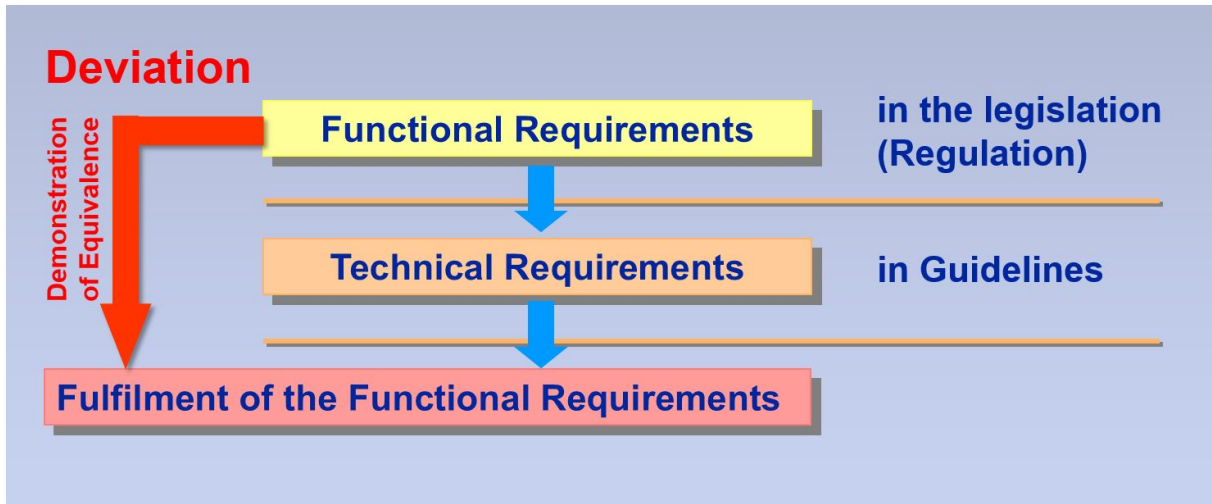 Deviation
Demonstration
of Equivalence
Functional Requirements
in the legislation
(Regulation)
Technical Requirements
in Guidelines
Fulfilment of the Functional Requirements